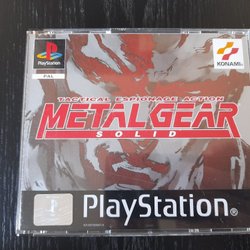 PlayStation
PAL
KONAMI
TACTICAL ESPIONAGE ACTION
METAL GEAR
SOLID
PlayStation